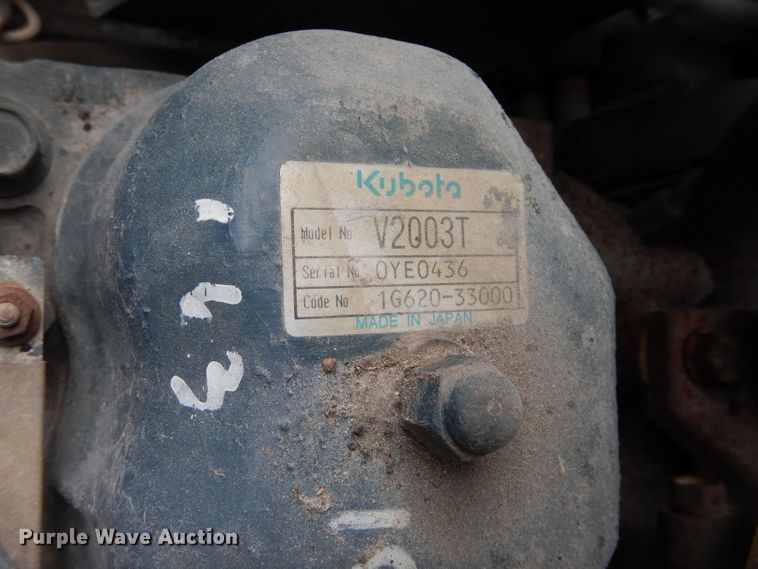 Kubota
Model No V2003T
Serial No 0YE0436
Code No 1G620-33000
MADE IN JAPAN
Purple Wave Auction